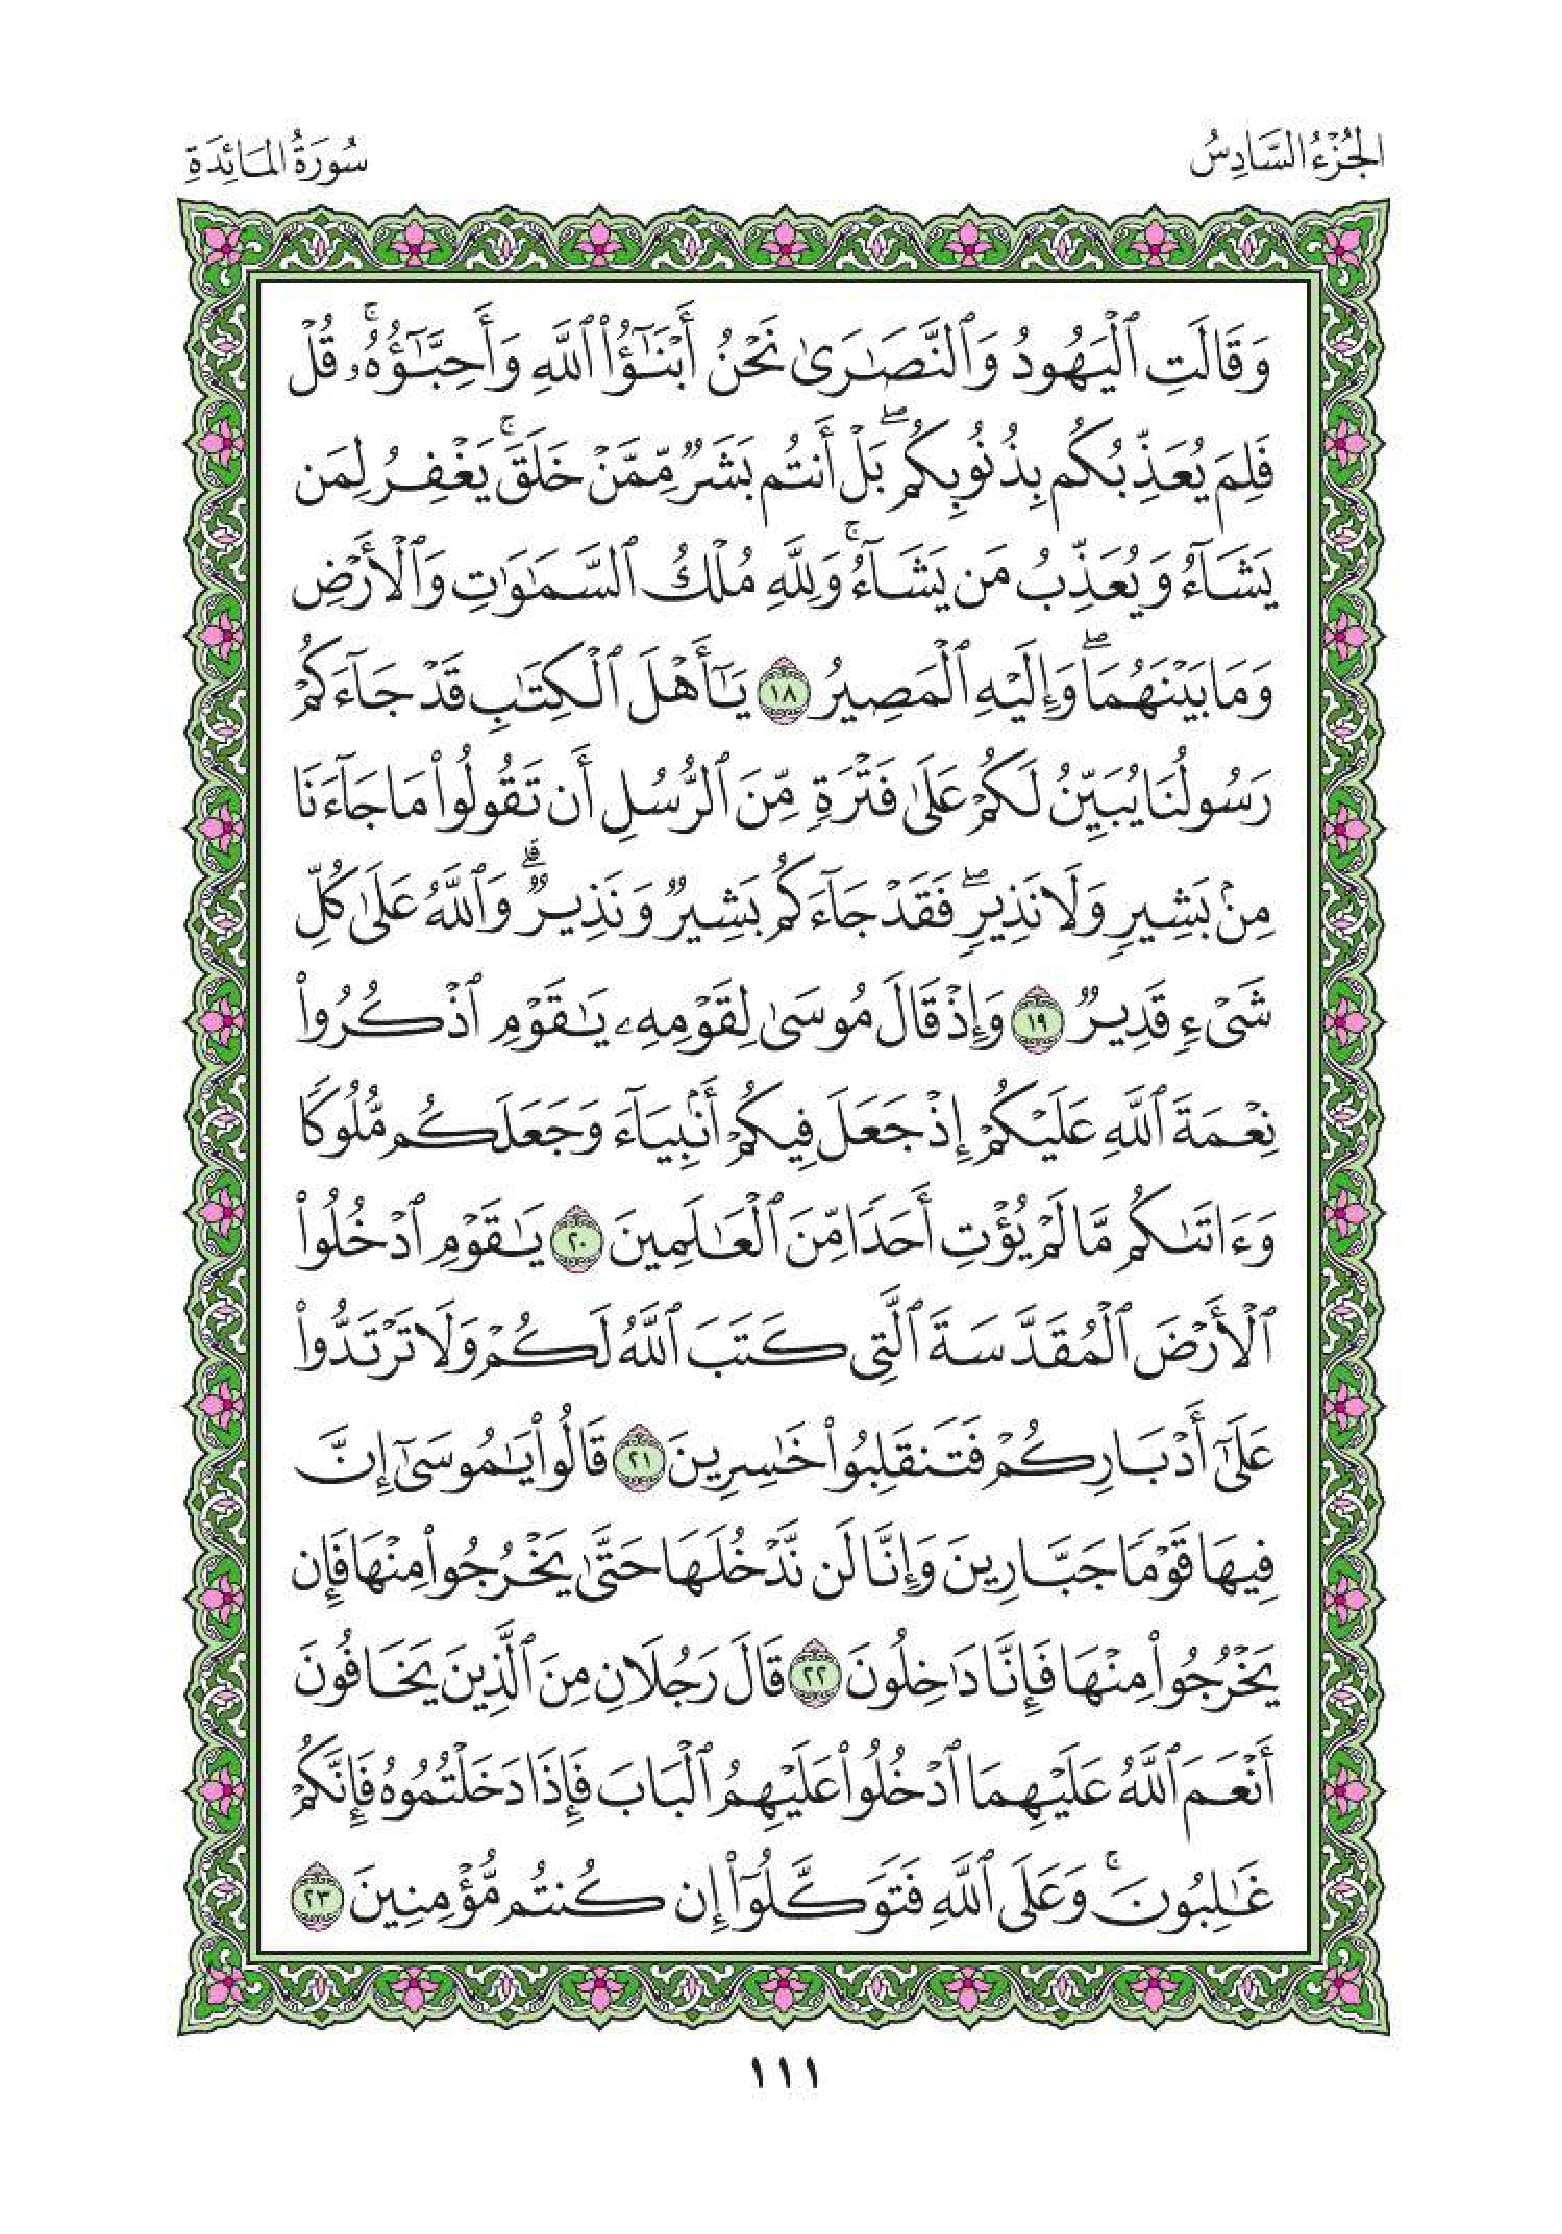 الجُزْءُ السَّادِسُ
سُورَةُ المَائِدَةِ
وَقَالَتِ ٱلْيَهُودُ وَٱلنَّصَـٰرَىٰ نَحْنُ أَبْنَـٰٓؤُا۟ ٱللَّهِ وَأَحِبَّـٰٓؤُهُۥ ۚ قُلْ
فَلِمَ يُعَذِّبُكُم بِذُنُوبِكُم ۖ بَلْ أَنتُم بَشَرٌ مِّمَّنْ خَلَقَ ۚ يَغْفِرُ لِمَن
يَشَآءُ وَيُعَذِّبُ مَن يَشَآءُ ۚ وَلِلَّهِ مُلْكُ ٱلسَّمَـٰوَٰتِ وَٱلْأَرْضِ
وَمَا بَيْنَهُمَا ۖ وَإِلَيْهِ ٱلْمَصِيرُ ١٨ يَـٰٓأَهْلَ ٱلْكِتَـٰبِ قَدْ جَآءَكُمْ
رَسُولُنَا يُبَيِّنُ لَكُمْ عَلَىٰ فَتْرَةٍ مِّنَ ٱلرُّسُلِ أَن تَقُولُوا۟ مَا جَآءَنَا
مِنۢ بَشِيرٍ وَلَا نَذِيرٍ ۖ فَقَدْ جَآءَكُم بَشِيرٌ وَنَذِيرٌ ۗ وَٱللَّهُ عَلَىٰ كُلِّ
شَىْءٍ قَدِيرٌ ١٩ وَإِذْ قَالَ مُوسَىٰ لِقَوْمِهِۦ يَـٰقَوْمِ ٱذْكُرُوا۟
نِعْمَةَ ٱللَّهِ عَلَيْكُمْ إِذْ جَعَلَ فِيكُمْ أَنۢبِيَآءَ وَجَعَلَكُم مُّلُوكًا
وَءَاتَىٰكُم مَّا لَمْ يُؤْتِ أَحَدًا مِّنَ ٱلْعَـٰلَمِينَ ٢٠ يَـٰقَوْمِ ٱدْخُلُوا۟
ٱلْأَرْضَ ٱلْمُقَدَّسَةَ ٱلَّتِى كَتَبَ ٱللَّهُ لَكُمْ وَلَا تَرْتَدُّوا۟
عَلَىٰٓ أَدْبَارِكُمْ فَتَنقَلِبُوا۟ خَـٰسِرِينَ ٢١ قَالُوا۟ يَـٰمُوسَىٰٓ إِنَّ
فِيهَا قَوْمًا جَبَّارِينَ وَإِنَّا لَن نَّدْخُلَهَا حَتَّىٰ يَخْرُجُوا۟ مِنْهَا فَإِن
يَخْرُجُوا۟ مِنْهَا فَإِنَّا دَٰخِلُونَ ٢٢ قَالَ رَجُلَانِ مِنَ ٱلَّذِينَ يَخَافُونَ
أَنْعَمَ ٱللَّهُ عَلَيْهِمَا ٱدْخُلُوا۟ عَلَيْهِمُ ٱلْبَابَ فَإِذَا دَخَلْتُمُوهُ فَإِنَّكُمْ
غَـٰلِبُونَ ۚ وَعَلَى ٱللَّهِ فَتَوَكَّلُوٓا۟ إِن كُنتُم مُّؤْمِنِينَ ٢٣
١١١